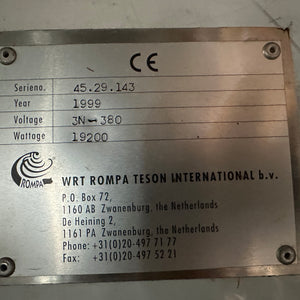 CE
Serieno. 45.29.143
Year 1999
Voltage 3N~380
Wattage 19200
ROMPA
WRT ROMPA TESON INTERNATIONAL b.v.
P.O. Box 72,
1160 AB Zwanenburg, the Netherlands
De Heining 2,
1161 PA Zwanenburg, the Netherlands
Phone: +31(0)20-497 71 77
Fax: +31(0)20-497 52 21